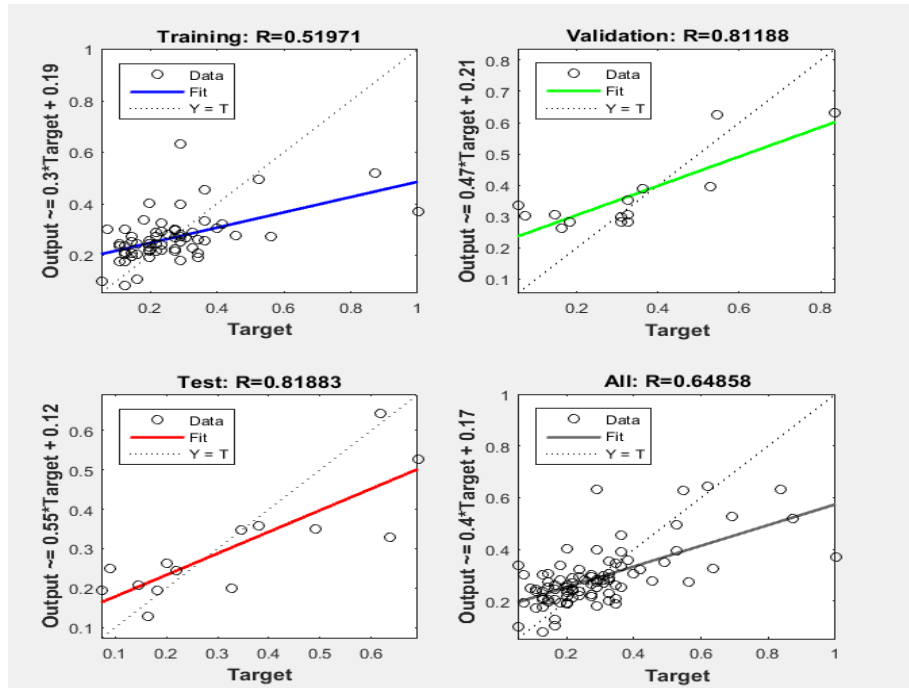 Training: R=0.51971
Output ~= 0.3*Target + 0.19
1
0.8
0.6
0.4
0.2
Data
Fit
Y = T
0.2
0.4
0.6
0.8
1
Target
Validation: R=0.81188
Output ~= 0.47*Target + 0.21
0.8
0.7
0.6
0.5
0.4
0.3
0.2
0.1
Data
Fit
Y = T
0.2
0.4
0.6
0.8
Target
Test: R=0.81883
Output ~= 0.55*Target + 0.12
0.6
0.5
0.4
0.3
0.2
0.1
Data
Fit
Y = T
0.1
0.2
0.3
0.4
0.5
0.6
Target
All: R=0.64858
Output ~= 0.4*Target + 0.17
1
0.8
0.6
0.4
0.2
Data
Fit
Y = T
0.2
0.4
0.6
0.8
1
Target